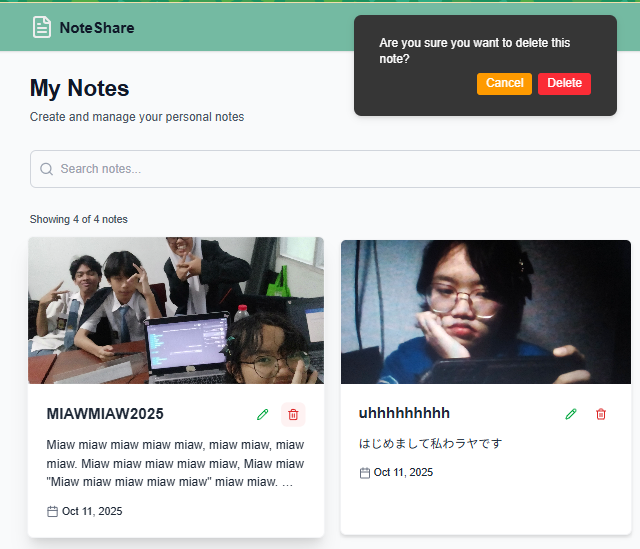 NoteShare
Are you sure you want to delete this
note?
Cancel Delete
My Notes
Create and manage your personal notes
Search notes...
Showing 4 of 4 notes
MIAWMIAW2025
Miaw miaw miaw miaw miaw, miaw miaw, miaw
miaw. Miaw miaw miaw miaw miaw, Miaw miaw
"Miaw miaw miaw miaw miaw" miaw miaw. ...
Oct 11, 2025
uhhhhhhhhh
はじめまして私わラヤです
Oct 11, 2025